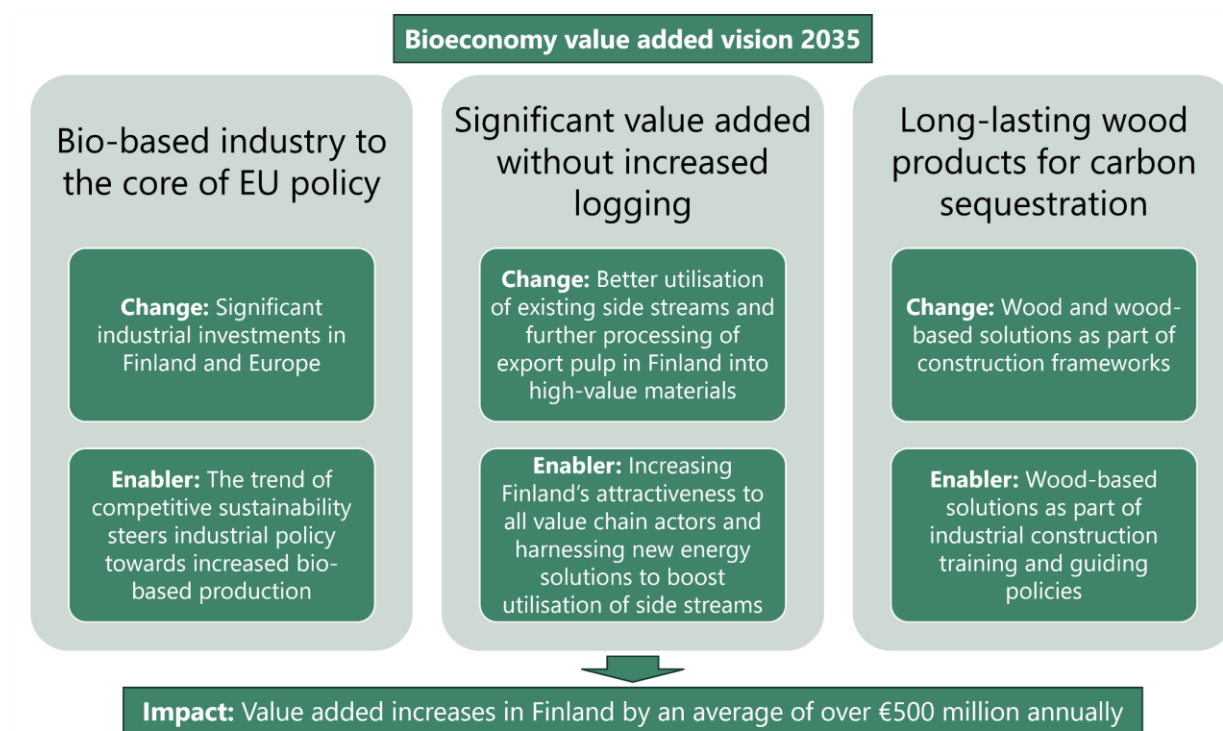 Bioeconomy value added vision 2035
Bio-based industry to
the core of EU policy
Change: Significant
industrial investments in
Finland and Europe
Enabler: The trend of
competitive sustainability
steers industrial policy
towards increased bio-
based production
Significant value added
without increased
logging
Change: Better utilisation
of existing side streams and
further processing of
export pulp in Finland into
high-value materials
Enabler: Increasing
Finland's attractiveness to
all value chain actors and
harnessing new energy
solutions to boost
utilisation of side streams
Long-lasting wood
products for carbon
sequestration
Change: Wood and wood-
based solutions as part of
construction frameworks
Enabler: Wood-based
solutions as part of
industrial construction
training and guiding
policies
Impact: Value added increases in Finland by an average of over €500 million annually